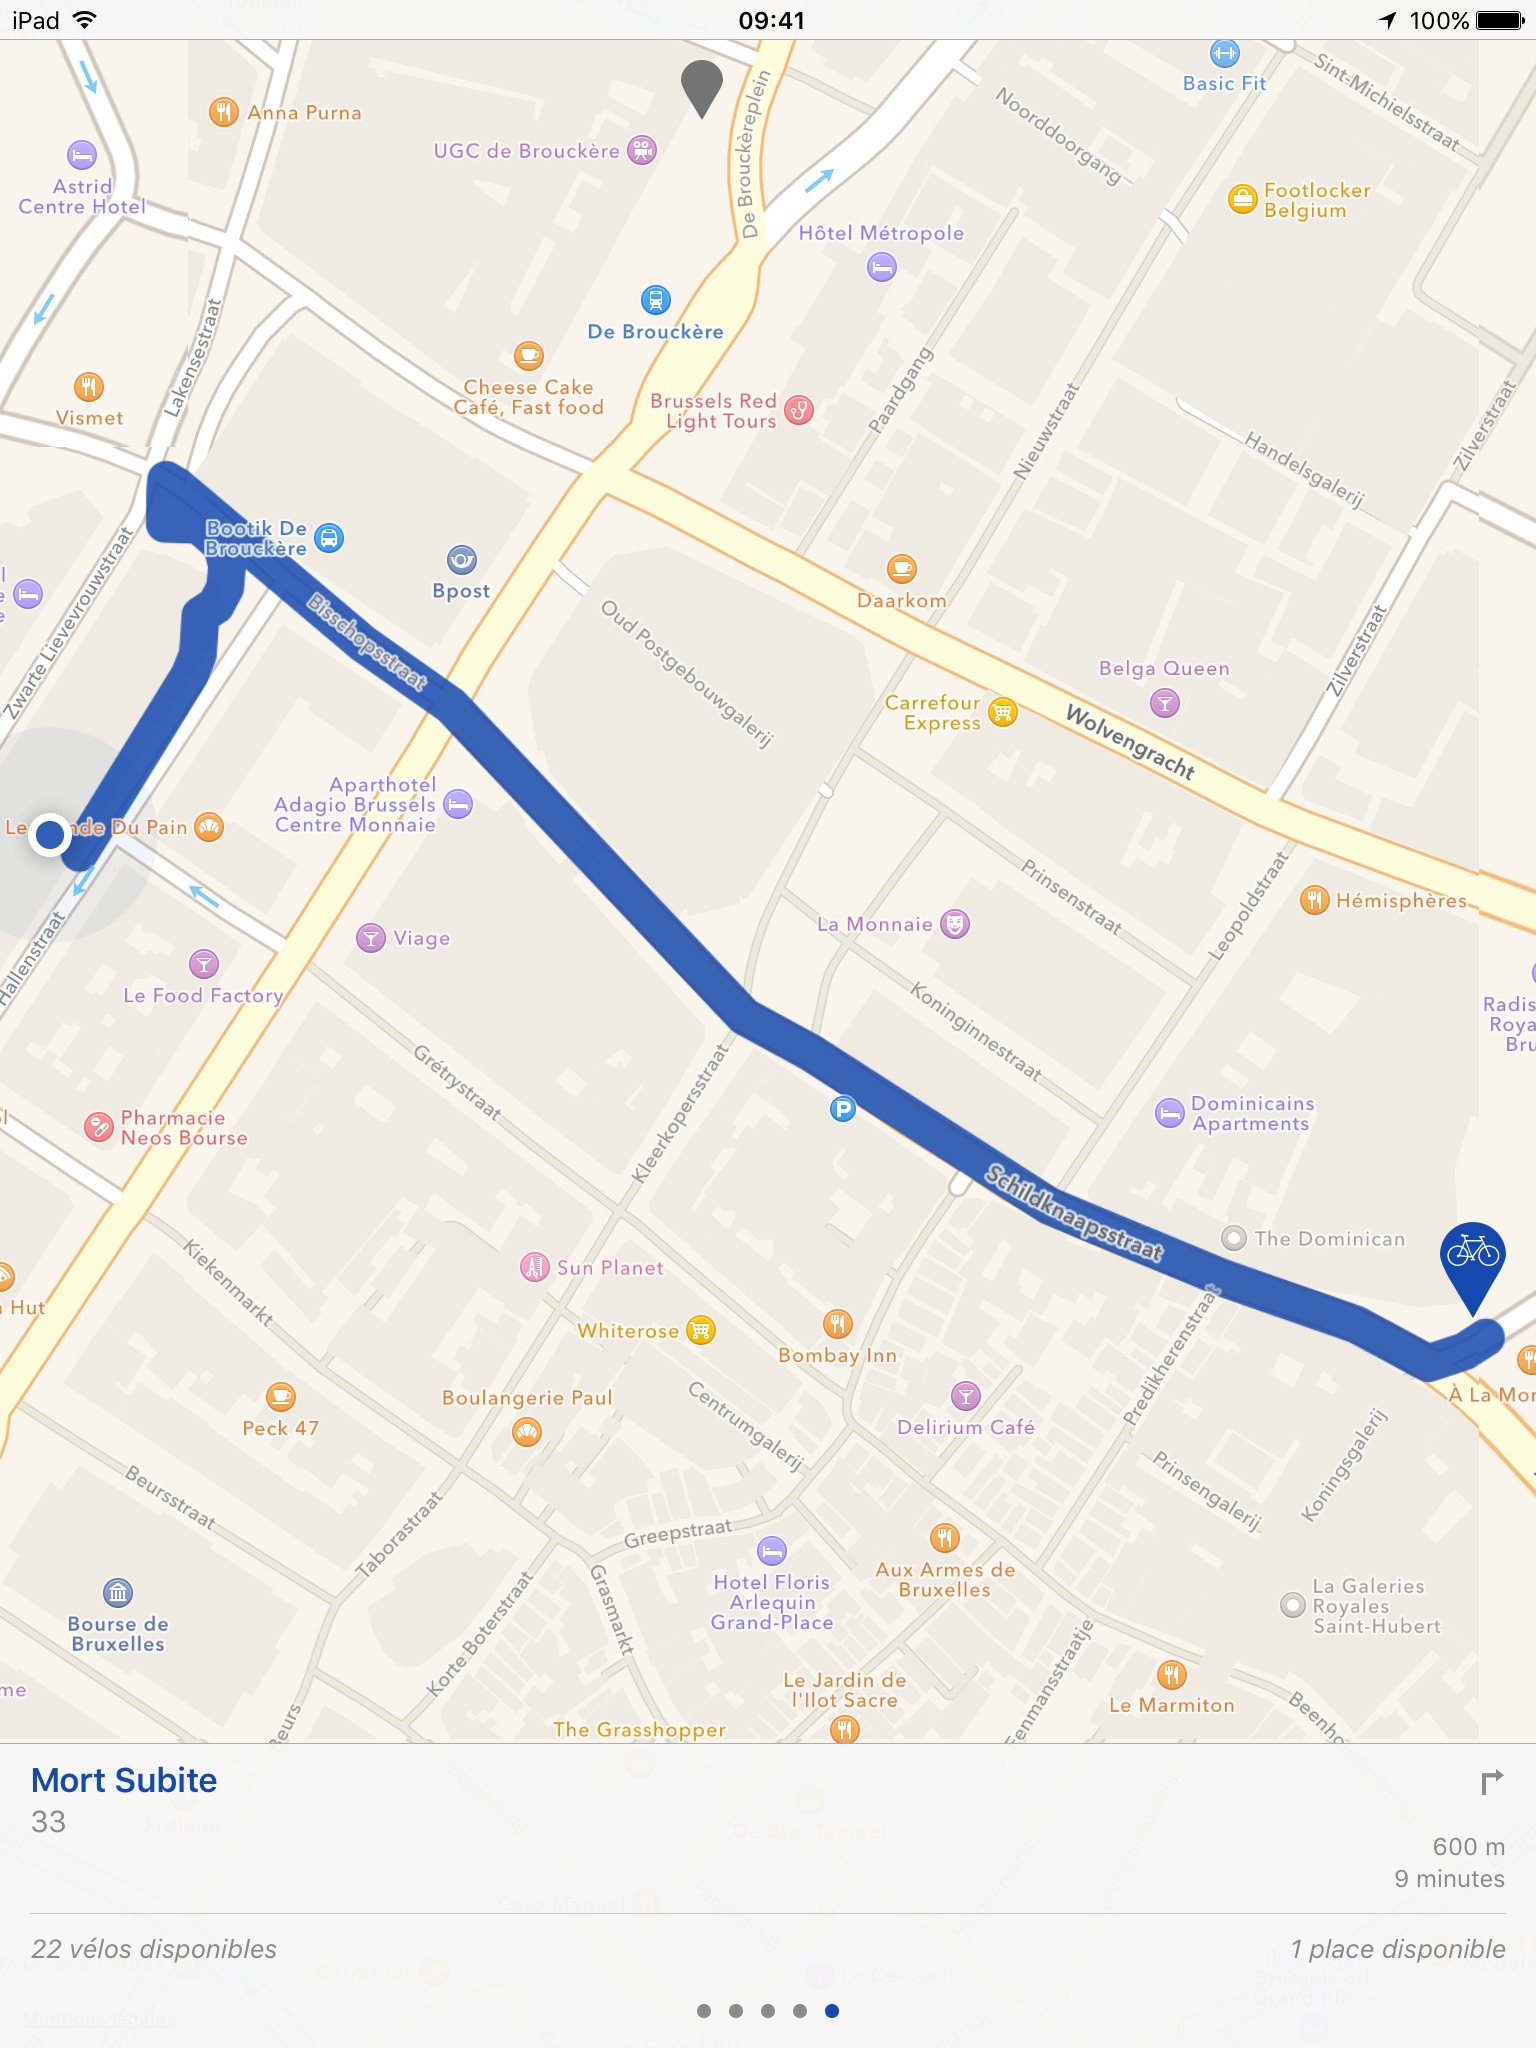 iPad
09:41
100%
Basic Fit
Sint-Michielsstraat
Anna Purna
UGC de Brouckère
De Brouckèreplein
Noorddoorgang
Astrid
Centre Hotel
Footlocker
Belgium
Hôtel Métropole
De Brouckère
Lakensestraat
Vismet
Cheese Cake
Café, Fast food
Brussels Red
Light Tours
Paardgang
Nieuwstraat
Handelsgalerij
Zilverstraat
Bootik De
Brouckère
Bpost
Daarkom
Zwarte Lievevrouwstraat
Bisschopsstraat
Oud Postgebouwgalerij
Zilverstraat
Belga Queen
Carrefour
Express
Wolvengracht
Aparthotel
Adagio Brussels
Centre Monnaie
Le
nde Du Pain
Prinsenstraat
Leopoldstraat
Hémisphères
Viage
La Monnaie
Hallenstraat
Le Food Factory
Koninginnestraat
Radis
Roya
Bru
Grétrystraat
Kleerkopersstraat
P
Pharmacie
Neos Bourse
Dominicains
Apartments
Schildknaapsstraat
The Dominican
Kiekenmarkt
Sun Planet
Hut
Whiterose
Bombay Inn
Predikherenstraat
Peck 47
Boulangerie Paul
Centrumgalerij
Delirium Café
À La Mor
Koningsgalerij
Prinsengalerij
Beursstraat
Taborastraat
Greepstraat
Grasmarkt
Hotel Floris
Arlequin
Grand-Place
Aux Armes de
Bruxelles
La Galeries
Royales
Saint-Hubert
Bourse de
Bruxelles
Korte Boterstraat
Eenmansstraatje
Le Jardin de
l'Ilot Sacre
Le Marmiton
me
Beurs
The Grasshopper
Beenho
Mort Subite
33
600 m
9 minutes
22 vélos disponibles
1 place disponible
Mentions légales